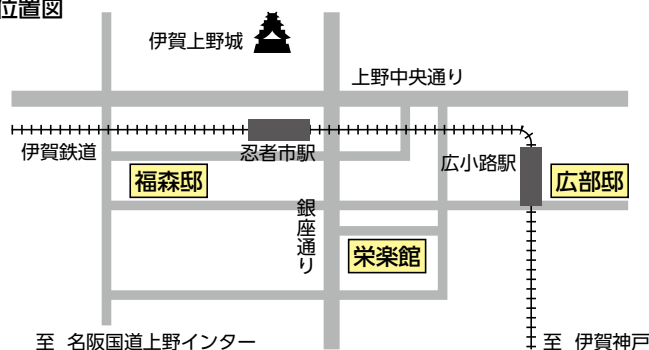 位置図
伊賀上野城
上野中央通り
伊賀鉄道
忍者市駅
広小路駅
福森邸
広部邸
銀座通り
栄楽館
至 名阪国道上野インター
至 伊賀神戸